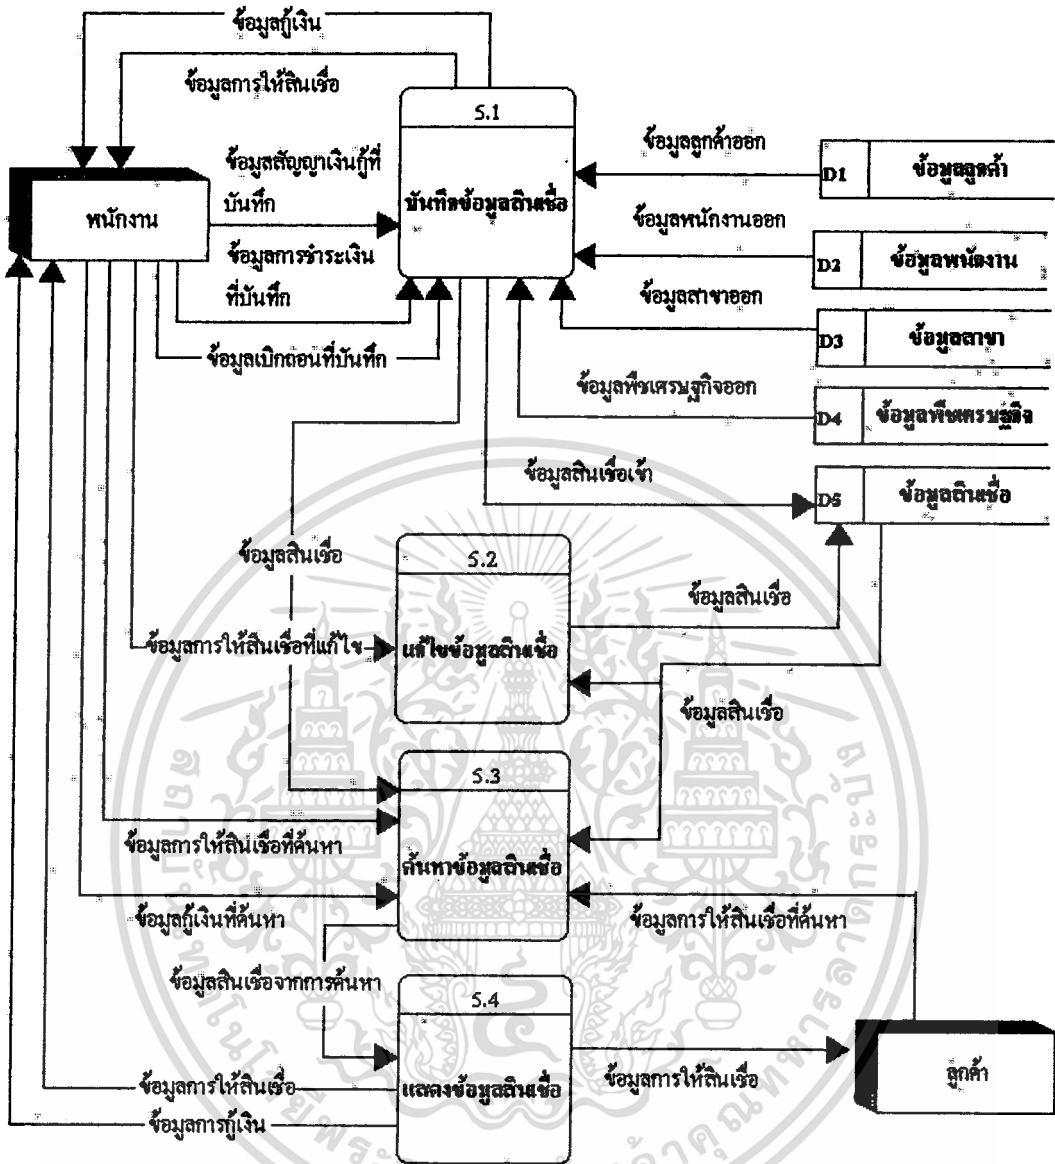 ข้อมูลกู้เงิน
ข้อมูลการให้สินเชื่อ
5.1
บันทึกข้อมูลสินเชื่อ
ข้อมูลลูกค้าออก
D1 ข้อมูลลูกค้า
ข้อมูลสัญญาเงินกู้ที่
บันทึก
พนักงาน
ข้อมูลพนักงานออก
D2 ข้อมูลพนักงาน
ข้อมูลการชำระเงิน
ที่บันทึก
ข้อมูลสาขาออก
D3 ข้อมูลสาขา
ข้อมูลเบิกถอนที่บันทึก
ข้อมูลพืชเศรษฐกิจออก
D4 ข้อมูลพืชเศรษฐกิจ
ข้อมูลสินเชื่อเข้า
D5 ข้อมูลสินเชื่อ
ข้อมูลสินเชื่อ
5.2
แก้ไขข้อมูลสินเชื่อ
ข้อมูลสินเชื่อ
ข้อมูลการให้สินเชื่อที่แก้ไข
ข้อมูลสินเชื่อ
5.3
ค้นหาข้อมูลสินเชื่อ
ข้อมูลการให้สินเชื่อที่ค้นหา
ข้อมูลกู้เงินที่ค้นหา
ข้อมูลการให้สินเชื่อที่ค้นหา
ข้อมูลสินเชื่อจากการค้นหา
5.4
แสดงข้อมูลสินเชื่อ
ลูกค้า
ข้อมูลการให้สินเชื่อ
ข้อมูลการให้สินเชื่อ
ข้อมูลการกู้เงิน